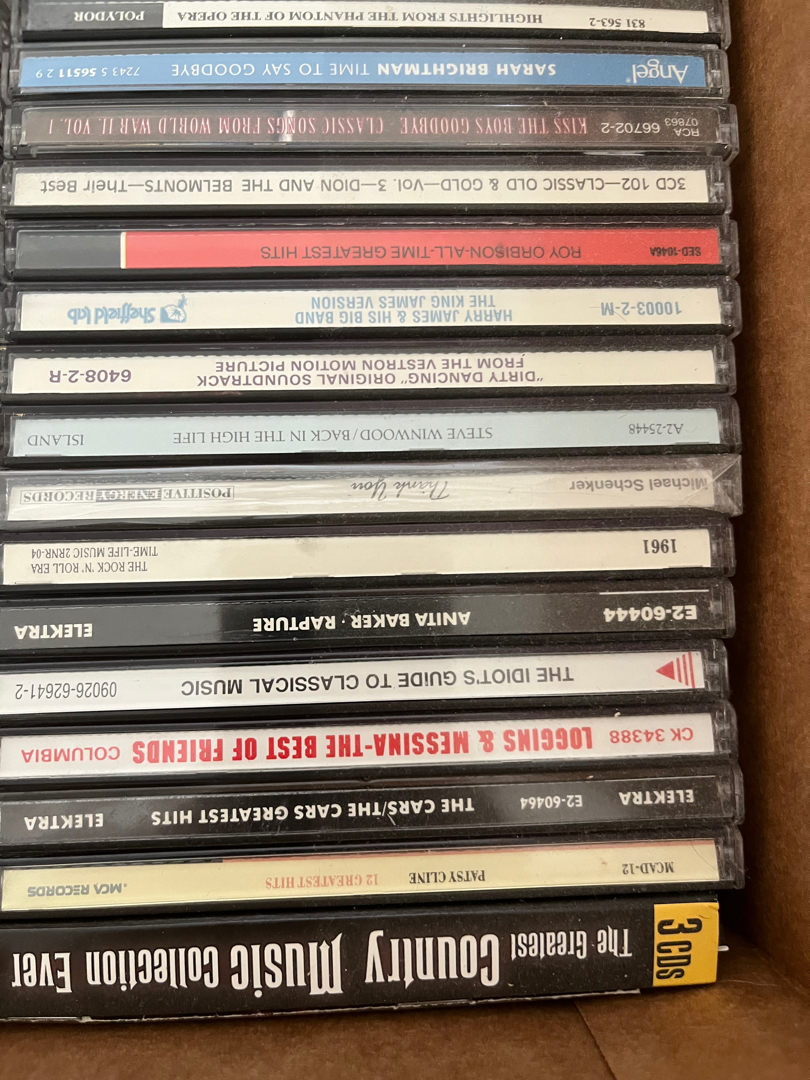 831 563-2 HIGHLIGHTS FROM THE PHANTOM OF THE OPERA POLYDOR
Angel® SARAH BRIGHTMAN TIME TO SAY GOODBYE 7243 5 56511 2 9
RCA 07863 66702-2 KISS THE BOYS GOODBYE · CLASSIC SONGS FROM WORLD WAR II, VOL. 1
3CD 102—CLASSIC OLD & GOLD—Vol. 3—DION AND THE BELMONTS—Their Best
SED-1046A ROY ORBISON-ALL-TIME GREATEST HITS
10003-2-M HARRY JAMES & HIS BIG BAND
THE KING JAMES VERSION Sheffield Lab
"DIRTY DANCING" ORIGINAL SOUNDTRACK
FROM THE VESTRON MOTION PICTURE 6408-2-R
A2-25448 STEVE WINWOOD/BACK IN THE HIGH LIFE ISLAND
Michael Schenker Thank You POSITIVE ENERGY RECORDS
1961 THE ROCK 'N' ROLL ERA
TIME-LIFE MUSIC 2RNR-04
E2-60444 ANITA BAKER · RAPTURE ELEKTRA
THE IDIOT'S GUIDE TO CLASSICAL MUSIC 09026-62641-2
CK 34388 LOGGINS & MESSINA-THE BEST OF FRIENDS COLUMBIA
ELEKTRA E2-60464 THE CARS/THE CARS GREATEST HITS ELEKTRA
MCAD-12 PATSY CLINE 12 GREATEST HITS MCA RECORDS
3 CDs The Greatest Country Music Collection Ever